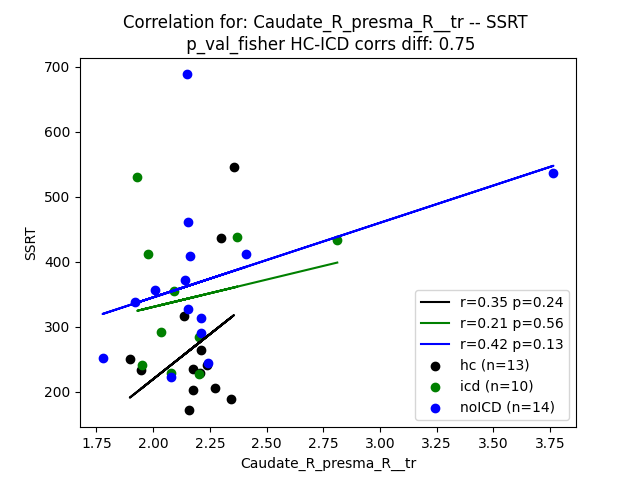 Correlation for: Caudate_R_presma_R__tr -- SSRT
p_val_fisher HC-ICD corrs diff: 0.75
700
600
500
400
300
200
SSRT
r=0.35 p=0.24
r=0.21 p=0.56
r=0.42 p=0.13
hc (n=13)
icd (n=10)
noICD (n=14)
1.75 2.00 2.25 2.50 2.75 3.00 3.25 3.50 3.75
Caudate_R_presma_R__tr